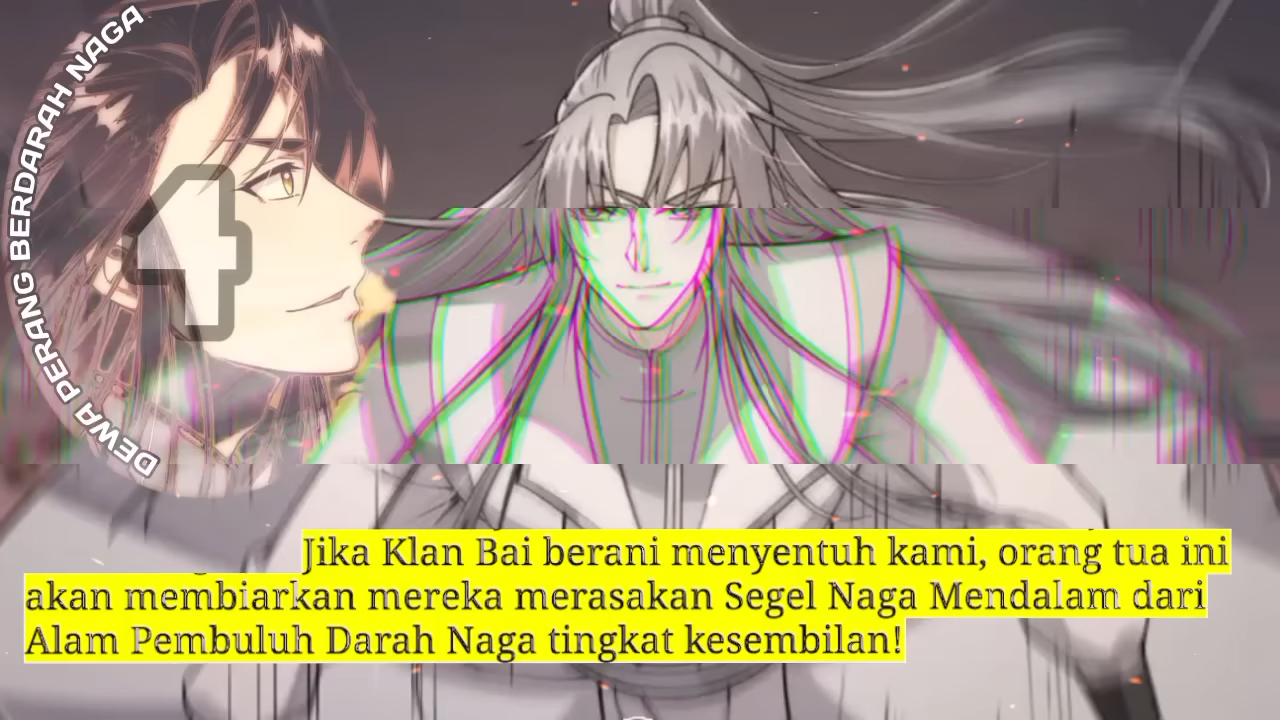 DEWA PERANG BERDARAH NAGA
Jika Klan Bai berani menyentuh kami, orang tua ini
akan membiarkan mereka merasakan Segel Naga Mendalam dari
Alam Pembuluh Darah Naga tingkat kesembilan!